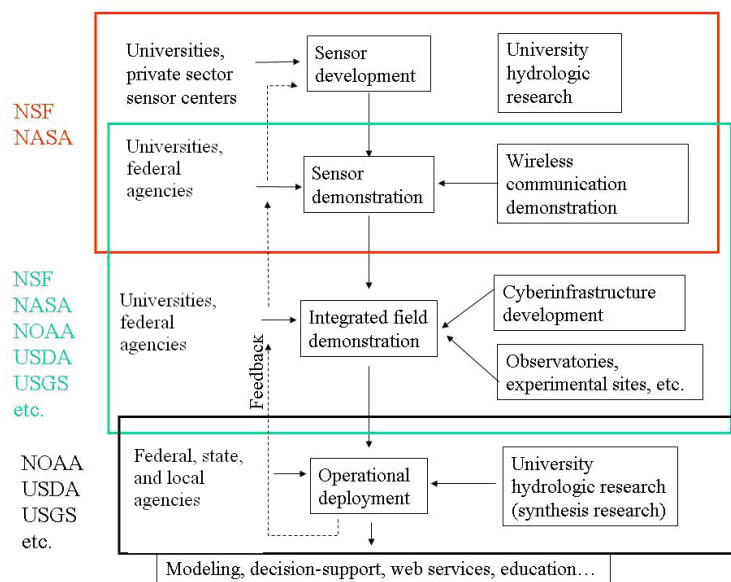 Universities,
private sector
sensor centers
Sensor
development
University
hydrologic
research
NSF
NASA
Universities,
federal
agencies
Sensor
demonstration
Wireless
communication
demonstration
NSF
NASA
NOAA
USDA
USGS
etc.
Universities,
federal
agencies
Integrated field
demonstration
Cyberinfrastructure
development
Observatories,
experimental sites, etc.
Feedback
NOAA
USDA
USGS
etc.
Federal, state,
and local
agencies
Operational
deployment
University
hydrologic research
(synthesis research)
Modeling, decision-support, web services, education…